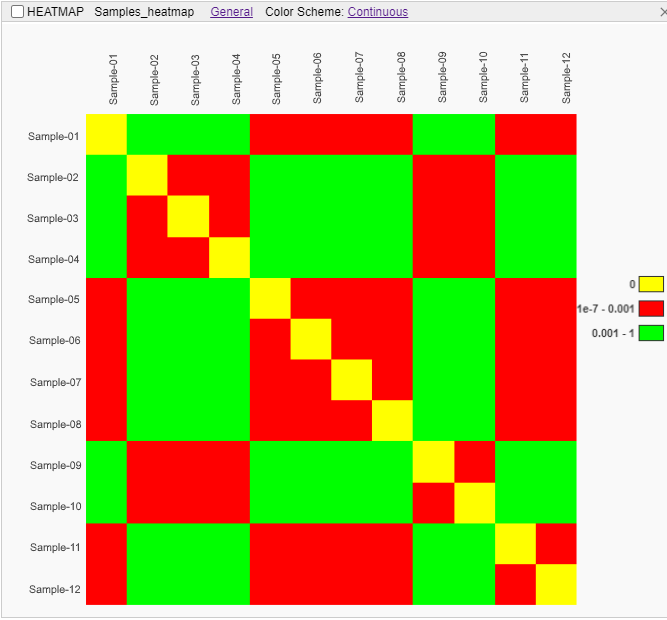 HEATMAP Samples_heatmap General Color Scheme: Continuous
Sample-01 Sample-02 Sample-03 Sample-04 Sample-05 Sample-06 Sample-07 Sample-08 Sample-09 Sample-10 Sample-11 Sample-12
Sample-01
Sample-02
Sample-03
Sample-04
Sample-05
Sample-06
Sample-07
Sample-08
Sample-09
Sample-10
Sample-11
Sample-12
0
1e-7 - 0.001
0.001 - 1